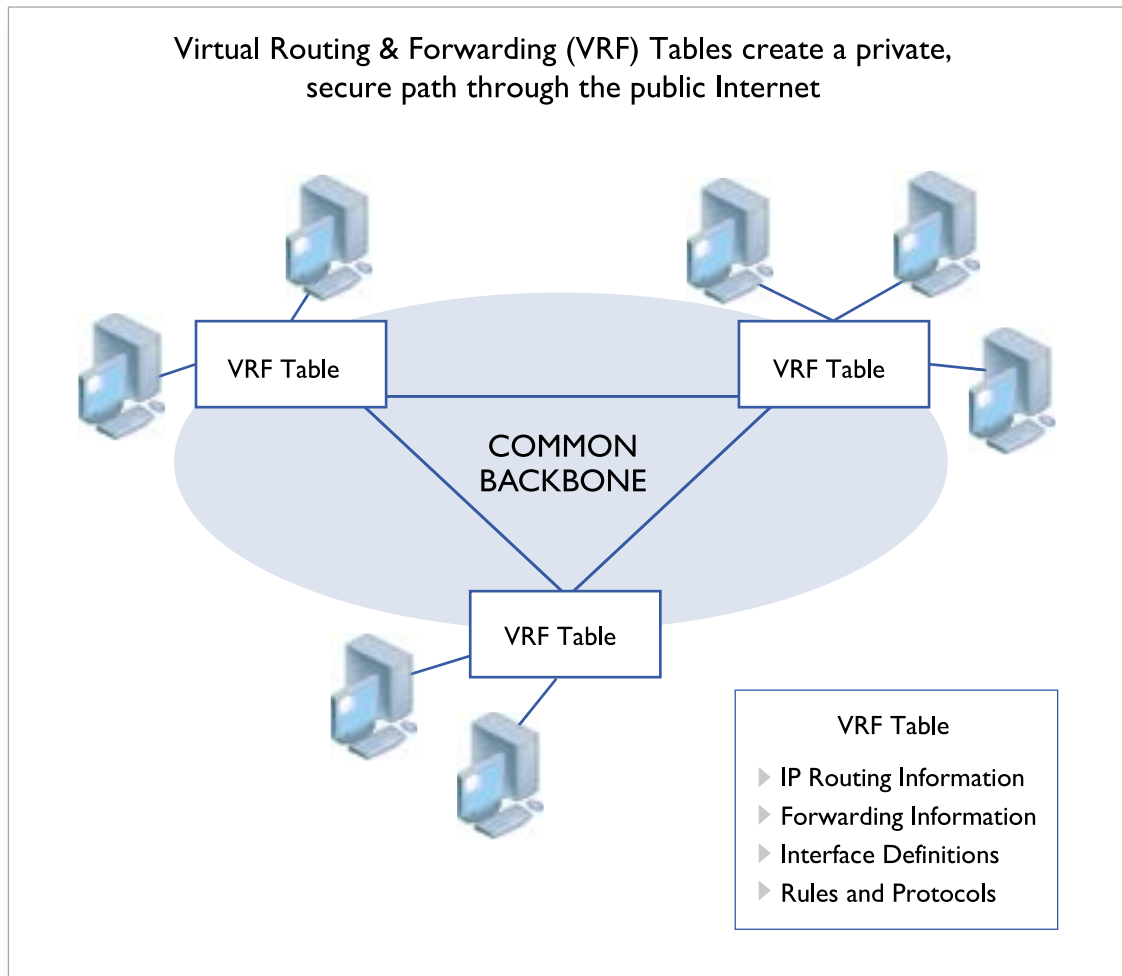 Virtual Routing & Forwarding (VRF) Tables create a private,
secure path through the public Internet
VRF Table
VRF Table
COMMON
BACKBONE
VRF Table
VRF Table
IP Routing Information
Forwarding Information
Interface Definitions
Rules and Protocols